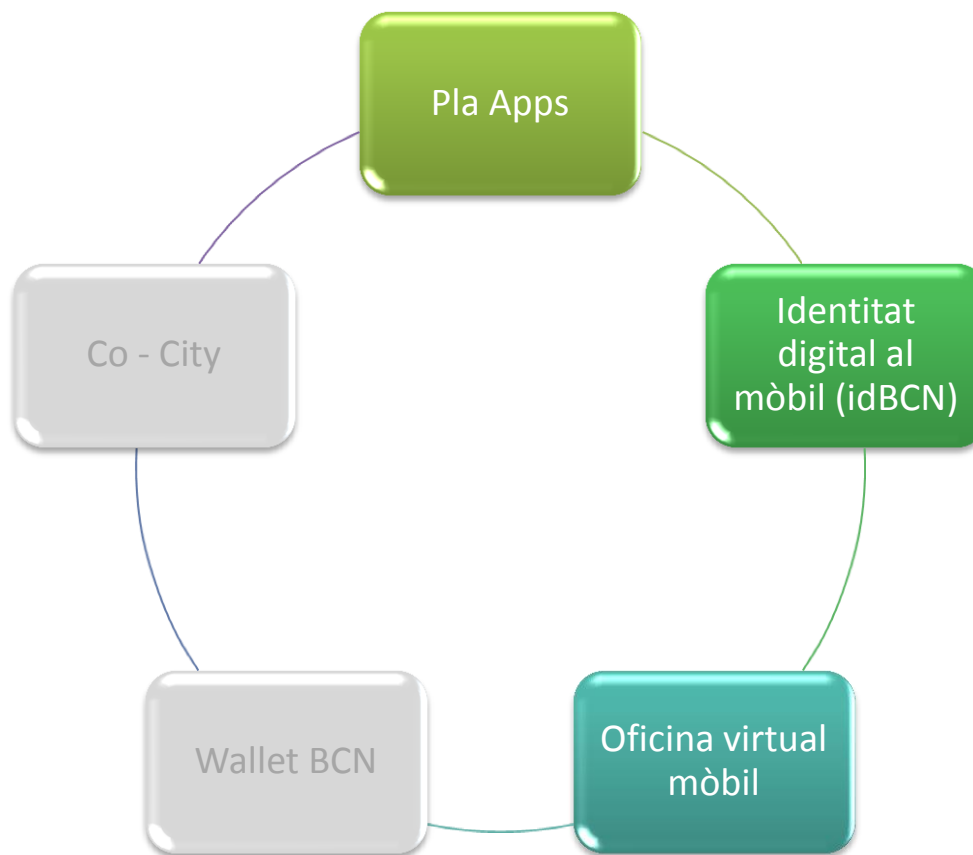 Pla Apps
Identitat
digital al
mòbil (idBCN)
Oficina virtual
mòbil
Wallet BCN
Co - City